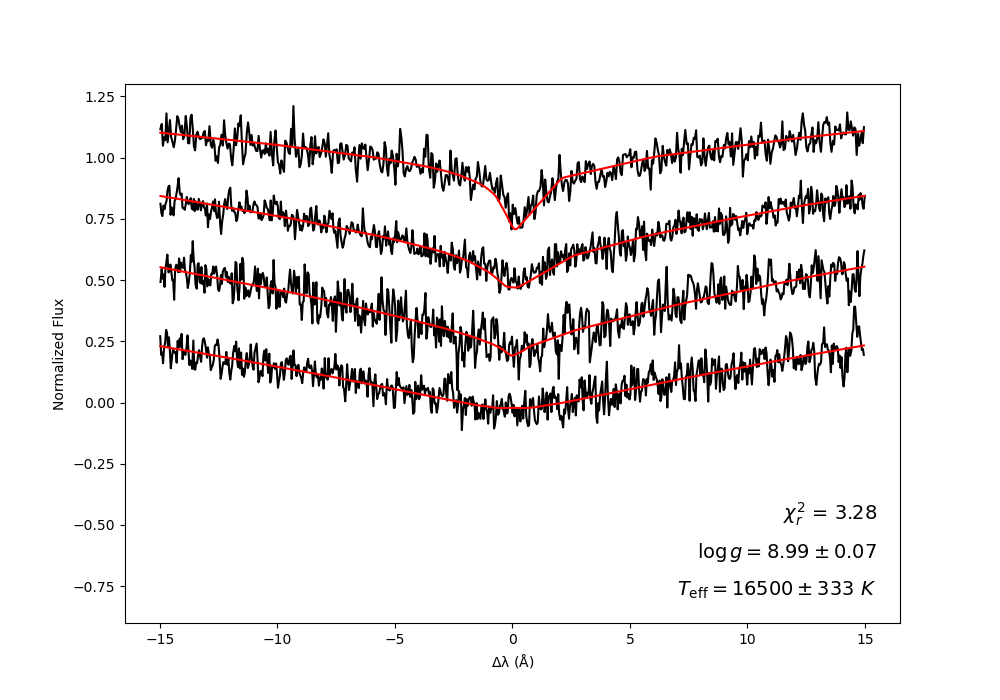 Normalized Flux
1.25
1.00
0.75
0.50
0.25
0.00
−0.25
−0.50
−0.75
χ²ᵣ = 3.28
log g = 8.99 ± 0.07
T_eff = 16500 ± 333 K
−15 −10 −5 0 5 10 15
Δλ (Å)